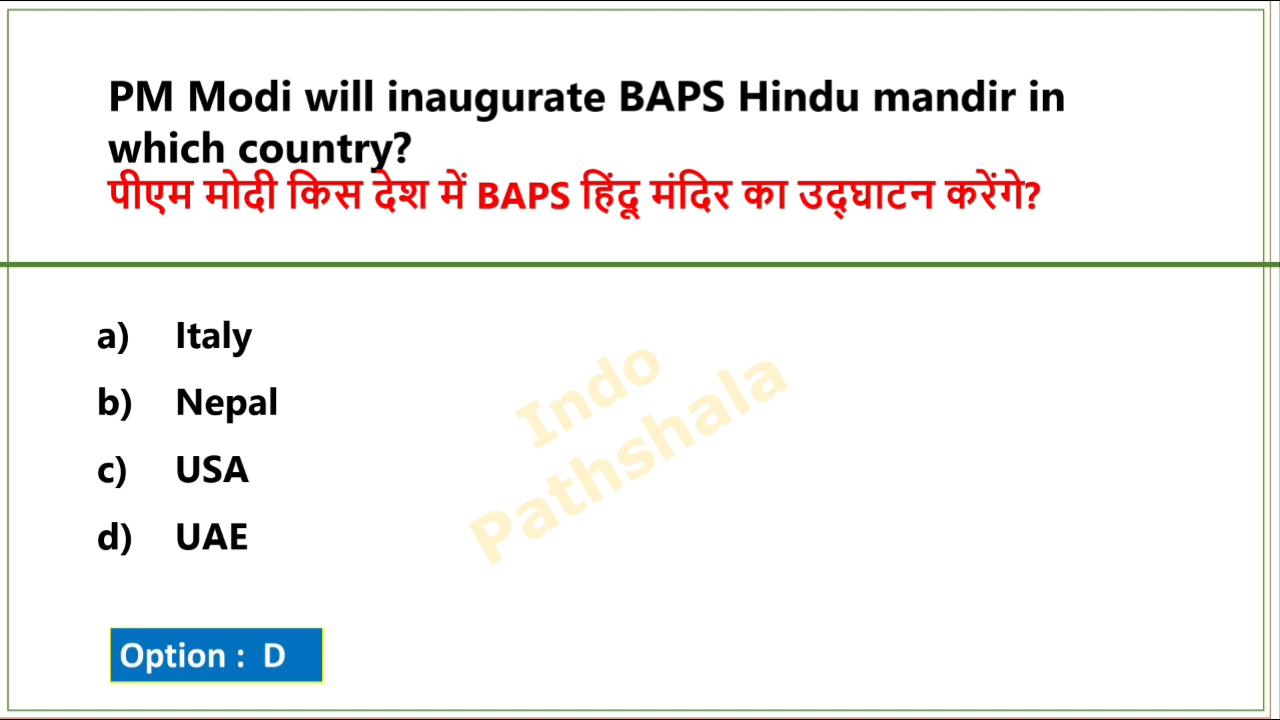 PM Modi will inaugurate BAPS Hindu mandir in
which country?
पीएम मोदी किस देश में BAPS हिंदू मंदिर का उद्घाटन करेंगे?
a) Italy
b) Nepal
c) USA
d) UAE
Indo
Pathshala
Option : D